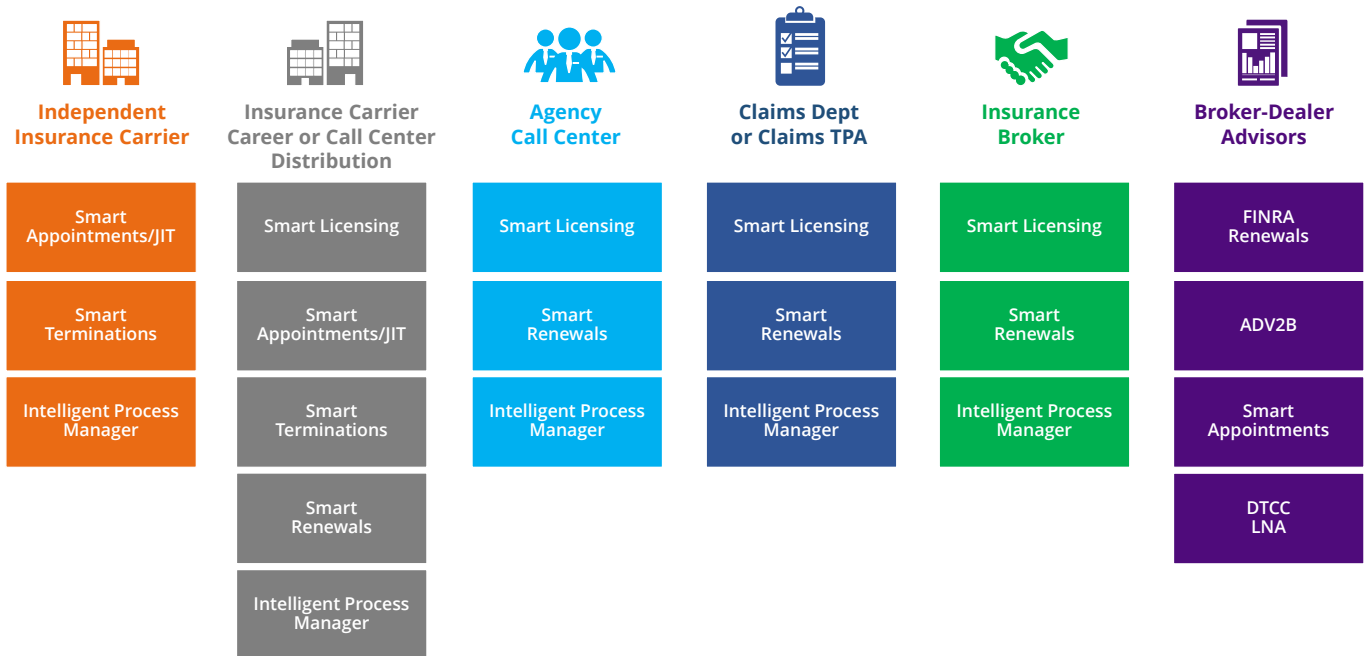 Independent
Insurance Carrier
Insurance Carrier
Career or Call Center
Distribution
Agency
Call Center
Claims Dept
or Claims TPA
Insurance
Broker
Broker-Dealer
Advisors
Smart
Appointments/JIT
Smart
Terminations
Intelligent Process
Manager
Smart Licensing
Smart
Appointments/JIT
Smart
Terminations
Smart
Renewals
Intelligent Process
Manager
Smart Licensing
Smart
Renewals
Intelligent Process
Manager
Smart Licensing
Smart
Renewals
Intelligent Process
Manager
Smart Licensing
Smart
Renewals
Intelligent Process
Manager
FINRA
Renewals
ADV2B
Smart
Appointments
DTCC
LNA